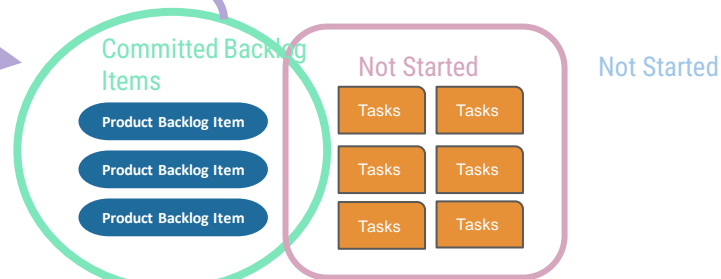 Committed Backlog
Items
Product Backlog Item
Product Backlog Item
Product Backlog Item
Not Started
Tasks Tasks
Tasks Tasks
Tasks Tasks
Not Started